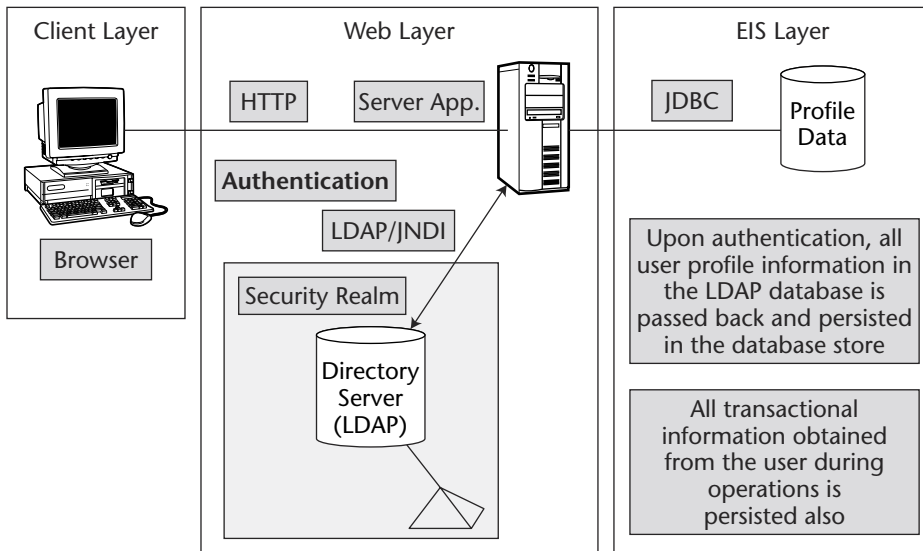 Client Layer
Web Layer
EIS Layer
HTTP
Server App.
JDBC
Profile
Data
Authentication
LDAP/JNDI
Browser
Security Realm
Directory
Server
(LDAP)
Upon authentication, all
user profile information in
the LDAP database is
passed back and persisted
in the database store
All transactional
information obtained
from the user during
operations is
persisted also